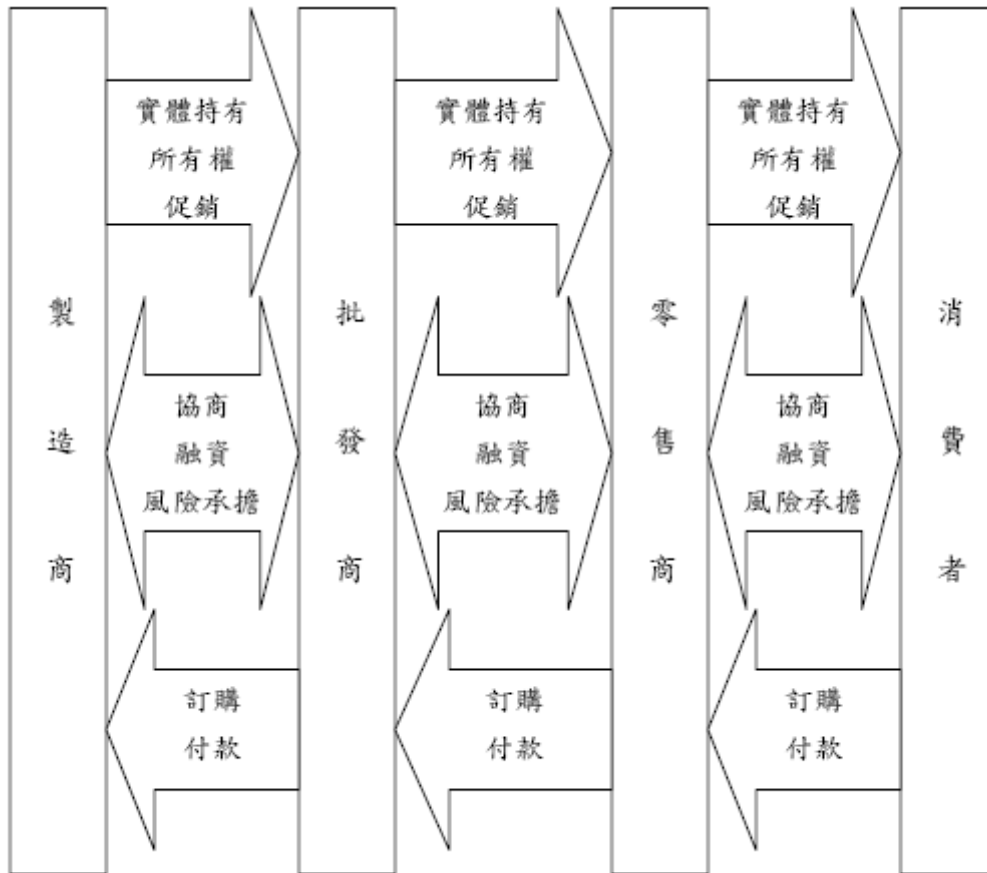 製造商
實體持有
所有權
促銷
協商
融資
風險承擔
訂購
付款
批發商
實體持有
所有權
促銷
協商
融資
風險承擔
訂購
付款
零售商
實體持有
所有權
促銷
協商
融資
風險承擔
訂購
付款
消費者